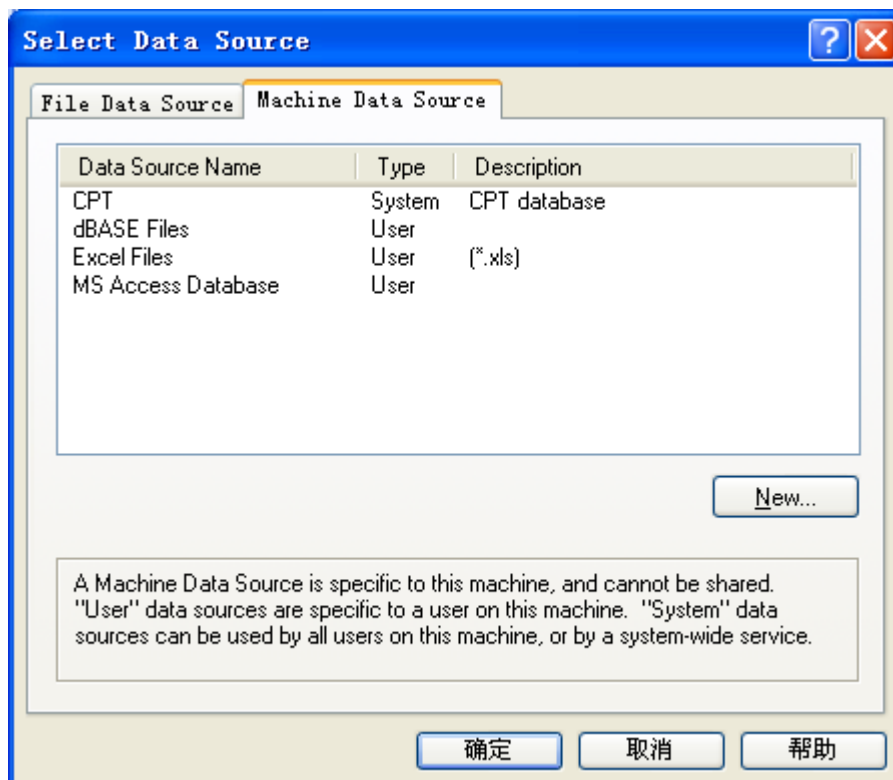 Select Data Source
File Data Source Machine Data Source
Data Source Name Type Description
CPT System CPT database
dBASE Files User
Excel Files User (*.xls)
MS Access Database User
New...
A Machine Data Source is specific to this machine, and cannot be shared.
"User" data sources are specific to a user on this machine. "System" data
sources can be used by all users on this machine, or by a system-wide service.
确定 取消 帮助